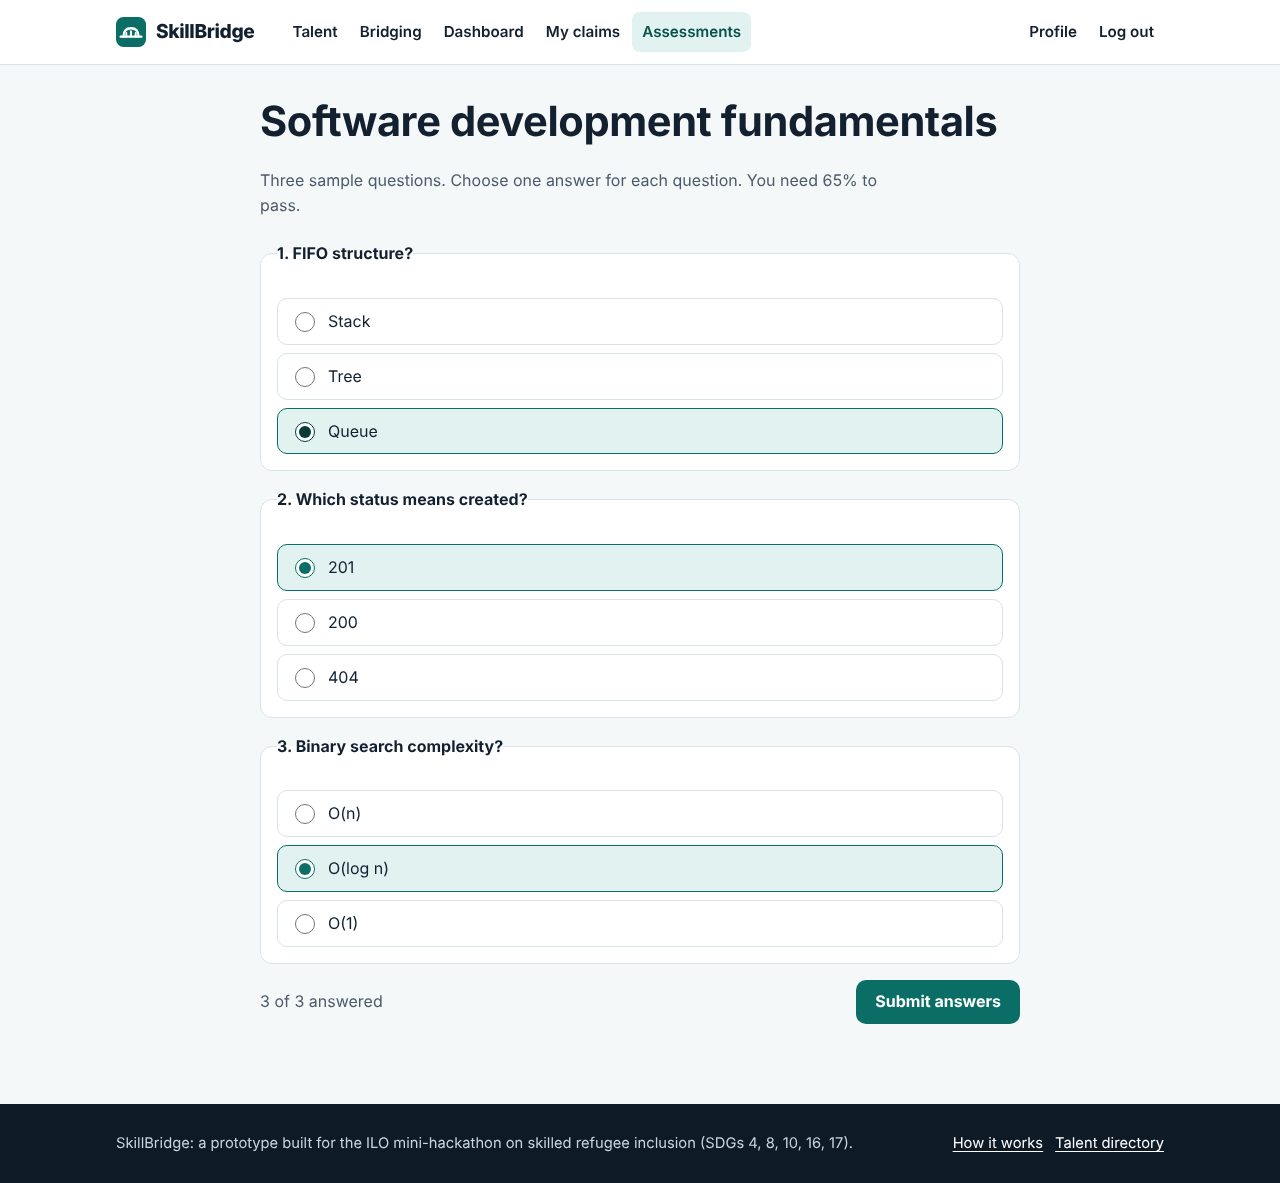 SkillBridge
Talent
Bridging
Dashboard
My claims
Assessments
Profile
Log out
Software development fundamentals
Three sample questions. Choose one answer for each question. You need 65% to
pass.
1. FIFO structure?
Stack
Tree
Queue
2. Which status means created?
201
200
404
3. Binary search complexity?
O(n)
O(log n)
O(1)
3 of 3 answered
Submit answers
SkillBridge: a prototype built for the ILO mini-hackathon on skilled refugee inclusion (SDGs 4, 8, 10, 16, 17).
How it works
Talent directory